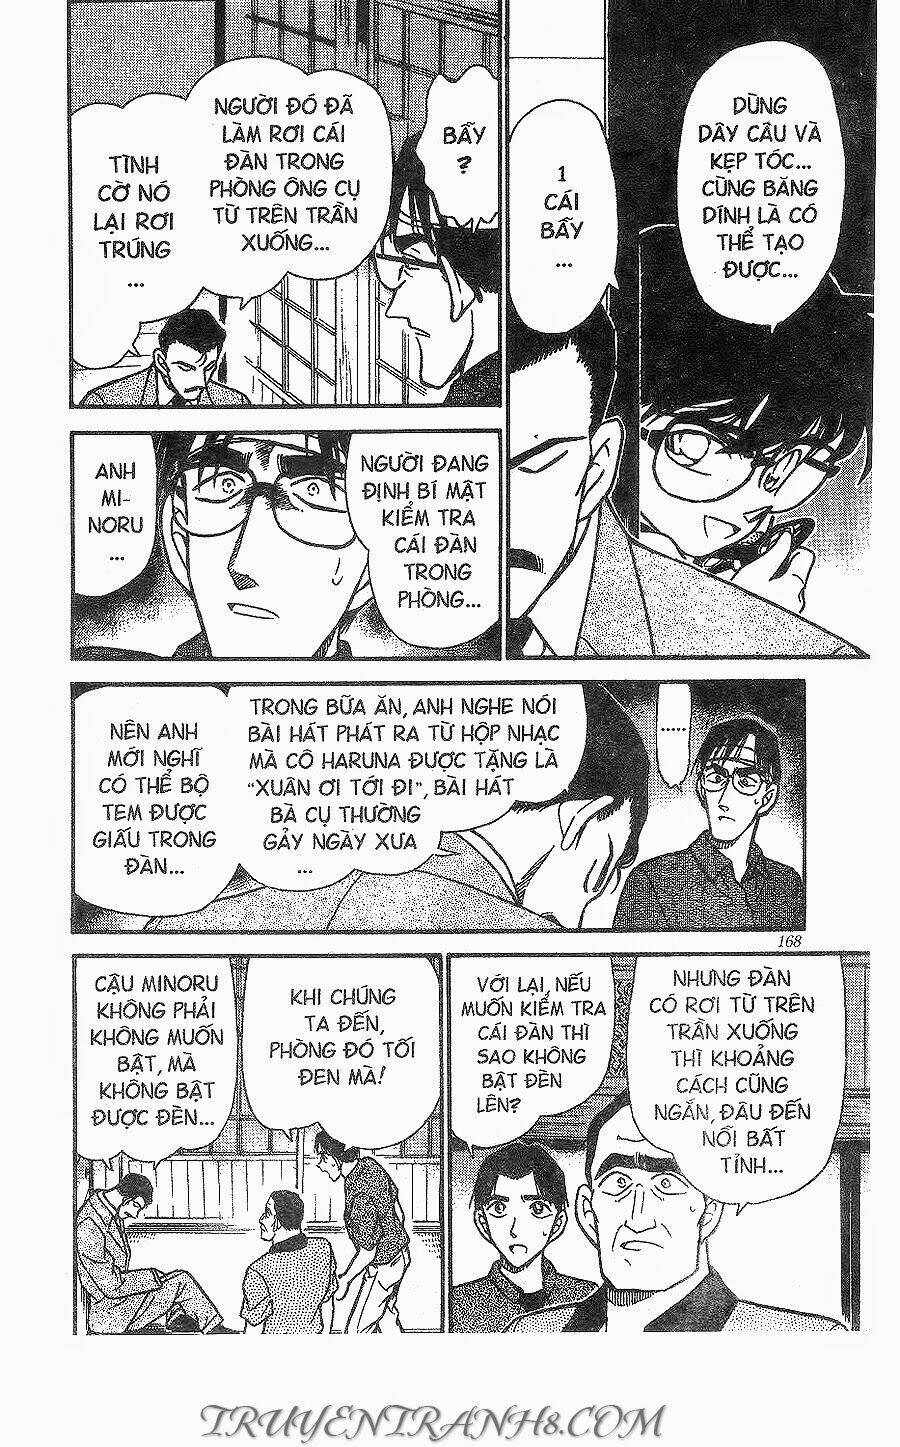 DÙNG
DÂY CÂU VÀ
KẸP TÓC...
CÙNG BĂNG
DÍNH LÀ CÓ
THỂ TẠO
ĐƯỢC...
1
CÁI
BẪY
...
BẪY
?
NGƯỜI ĐÓ ĐÃ
LÀM RƠI CÁI
ĐÀN TRONG
PHÒNG ÔNG CỤ
TỪ TRÊN TRẦN
XUỐNG...
TÌNH
CỜ NÓ
LẠI RƠI
TRÚNG
...
NGƯỜI ĐANG
ĐỊNH BÍ MẬT
KIỂM TRA
CÁI ĐÀN
TRONG
PHÒNG...
ANH
MI-
NORU
...
........
TRONG BỮA ĂN, ANH NGHE NÓI
BÀI HÁT PHÁT RA TỪ HỘP NHẠC
MÀ CÔ HARUNA ĐƯỢC TẶNG LÀ
"XUÂN ƠI TỚI ĐI", BÀI HÁT
BÀ CỤ THƯỜNG
GẢY NGÀY XƯA
...
NÊN ANH
MỚI NGHĨ
CÓ THỂ BỘ
TEM ĐƯỢC
GIẤU TRONG
ĐÀN...
168
NHƯNG ĐÀN
CÓ RƠI TỪ TRÊN
TRẦN XUỐNG
THÌ KHOẢNG
CÁCH CŨNG
NGẮN, ĐÂU ĐẾN
NỖI BẤT
TỈNH...
VỚI LẠI, NẾU
MUỐN KIỂM TRA
CÁI ĐÀN THÌ
SAO KHÔNG
BẬT ĐÈN
LÊN?
KHI CHÚNG
TA ĐẾN,
PHÒNG ĐÓ TỐI
ĐEN MÀ!
CẬU MINORU
KHÔNG PHẢI
KHÔNG MUỐN
BẬT, MÀ
KHÔNG BẬT
ĐƯỢC ĐÈN...
TRUYENTRANH8.COM